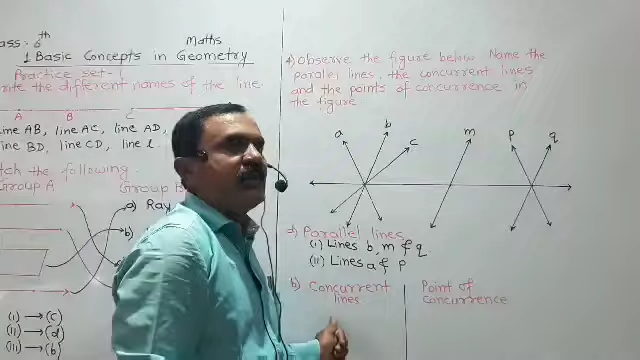 ass: 6th
Maths
1 Basic Concepts in Geometry
Practice set-1
rite the different names of the line
A B C
ine AB, line AC, line AD,
ine BD, line CD, line l.
tch the following
Group A Group B
a) Ray
b)
(i) → (c)
(ii) → (d)
(iii) → (b)
4) Observe the figure below. Name the
parallel lines, the concurrent lines
and the points of concurrence in
the figure
a b c m p q
a) Parallel lines
(i) Lines b, m & q
(ii) Lines a & p
b) Concurrent
lines
Point of
Concurrence